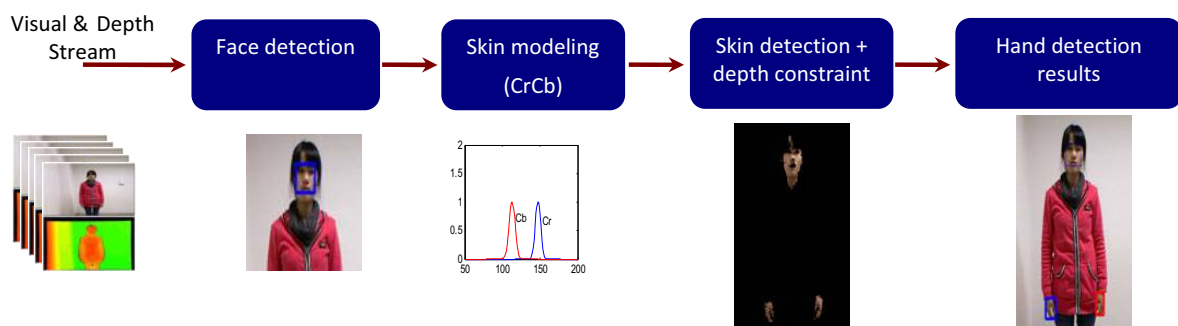 Visual & Depth
Stream
Face detection
Skin modeling
(CrCb)
Skin detection +
depth constraint
Hand detection
results
2
1.5
1
0.5
0
Cb
Cr
50
100
150
200